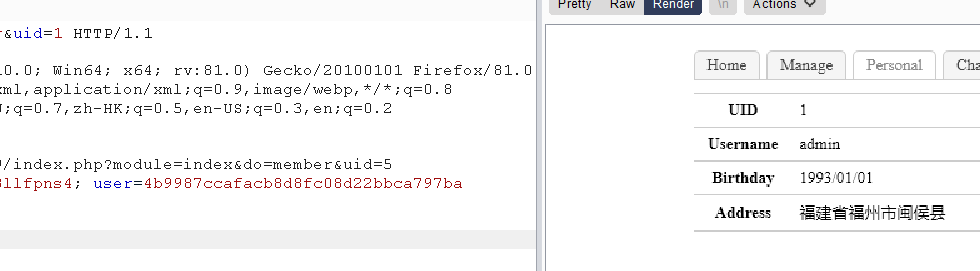 &uid=1 HTTP/1.1
0.0; Win64; x64; rv:81.0) Gecko/20100101 Firefox/81.0
xml,application/xml;q=0.9,image/webp,*/*;q=0.8
;q=0.7,zh-HK;q=0.5,en-US;q=0.3,en;q=0.2
/index.php?module=index&do=member&uid=5
llfpns4; user=4b9987ccafacb8d8fc08d22bbca797ba
Pretty Raw Render \n Actions
Home Manage Personal Cha
UID 1
Username admin
Birthday 1993/01/01
Address 福建省福州市闽侯县